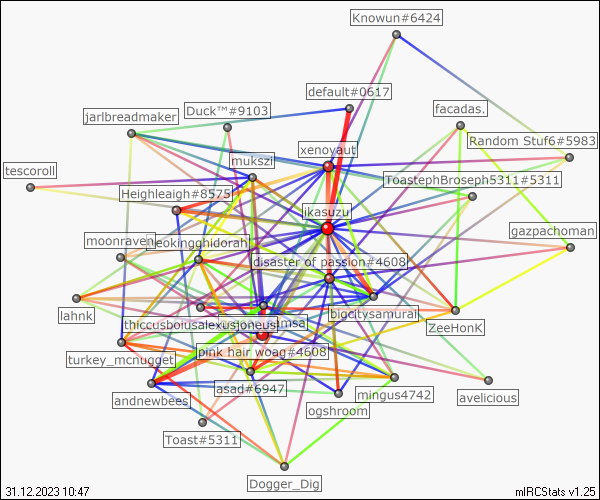 Knowun#6424
default#0617
facadas.
Duck™#9103
jarlbreadmaker
Random Stuf6#5983
xenoyaut
mukszi
tescoroll
ToastephBroseph5311#5311
Heighleaigh#8575
ikasuzu
gazpachoman
moonraven
neokingghidorah
disaster of passion#4608
lahnk
bigcitysamurai
thiccusboiusalexusjoneus
ZeeHonK
pink hair woag#4608
turkey_mcnugget
asad#6947
mingus4742
andnewbees
ogshroom
avelicious
Toast#5311
Dogger_Dig
31.12.2023 10:47
mIRCStats v1.25